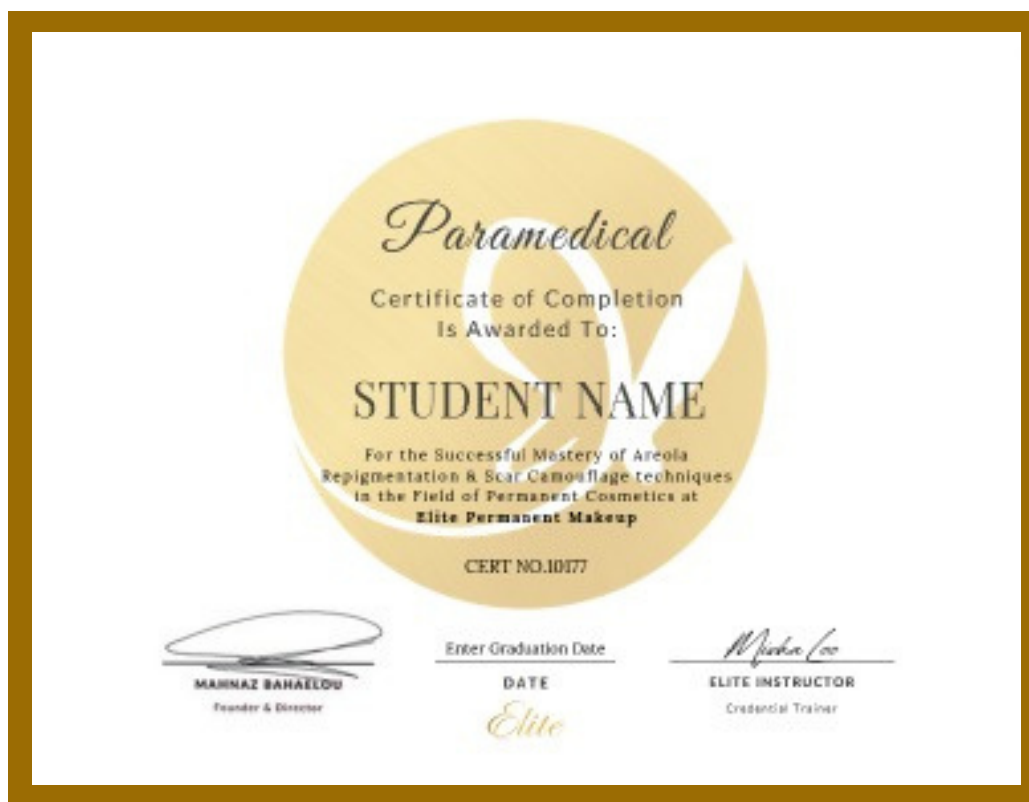 Paramedical
Certificate of Completion
Is Awarded To:
STUDENT NAME
For the Successful Mastery of Areola
Repigmentation & Scar Camouflage techniques
in the Field of Permanent Cosmetics at
Elite Permanent Makeup
CERT NO.10177
Enter Graduation Date
MAHNAZ BAHAELOU
DATE
ELITE INSTRUCTOR
Founder & Director
Credential Trainer
Elite